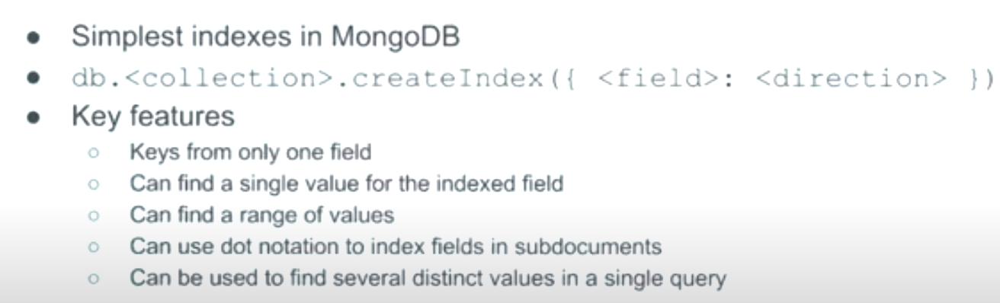 Simplest indexes in MongoDB
db.<collection>.createIndex({ <field>: <direction> })
Key features
Keys from only one field
Can find a single value for the indexed field
Can find a range of values
Can use dot notation to index fields in subdocuments
Can be used to find several distinct values in a single query